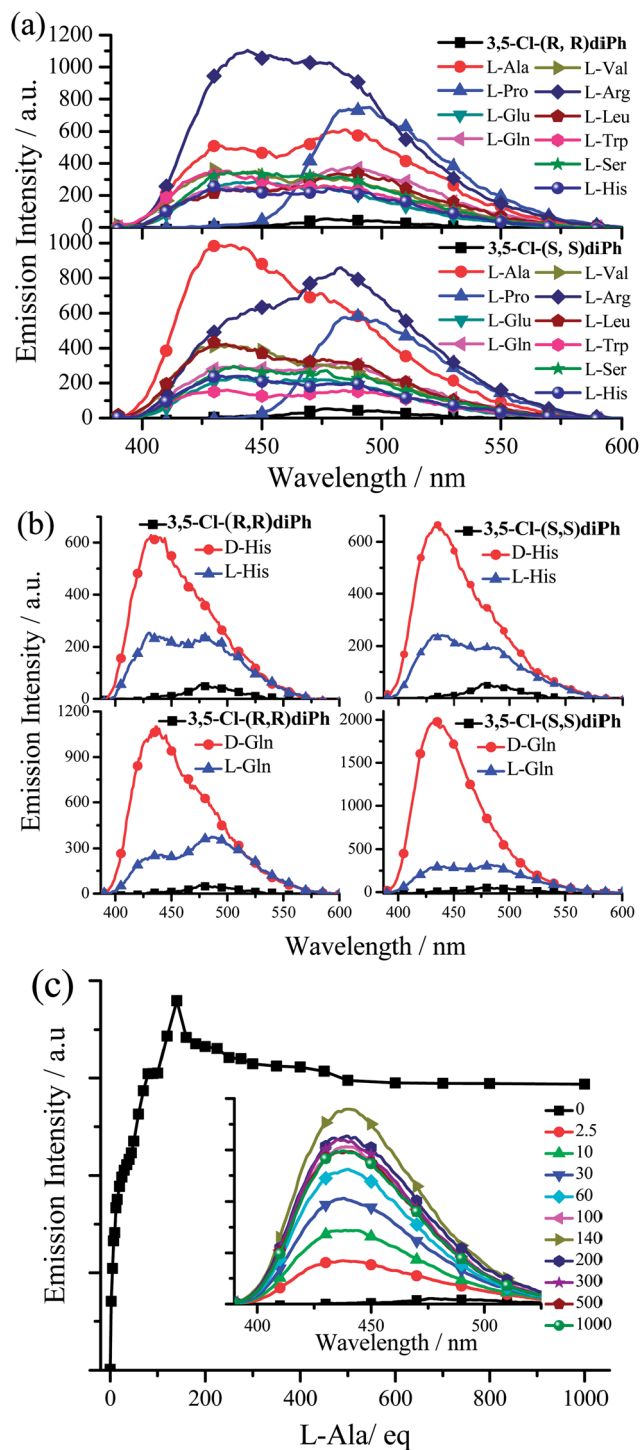 (a)
1200
1000
800
600
400
200
0
3,5-Cl-(R, R)diPh
L-Ala
L-Val
L-Pro
L-Arg
L-Glu
L-Leu
L-Gln
L-Trp
L-Ser
L-His
1000
800
600
400
200
0
3,5-Cl-(S, S)diPh
L-Ala
L-Val
L-Pro
L-Arg
L-Glu
L-Leu
L-Gln
L-Trp
L-Ser
L-His
Emission Intensity / a.u.
400 450 500 550 600
Wavelength / nm
(b)
600
400
200
0
3,5-Cl-(R,R)diPh
D-His
L-His
600
400
200
0
3,5-Cl-(S,S)diPh
D-His
L-His
1200
900
600
300
0
3,5-Cl-(R,R)diPh
D-Gln
L-Gln
2000
1500
1000
500
0
3,5-Cl-(S,S)diPh
D-Gln
L-Gln
Emission Intensity / a.u.
400 450 500 550 600
400 450 500 550 600
Wavelength / nm
(c)
Emission Intensity / a.u
0
2.5
10
30
60
100
140
200
300
500
1000
400 450 500
Wavelength / nm
0 200 400 600 800 1000
L-Ala/ eq